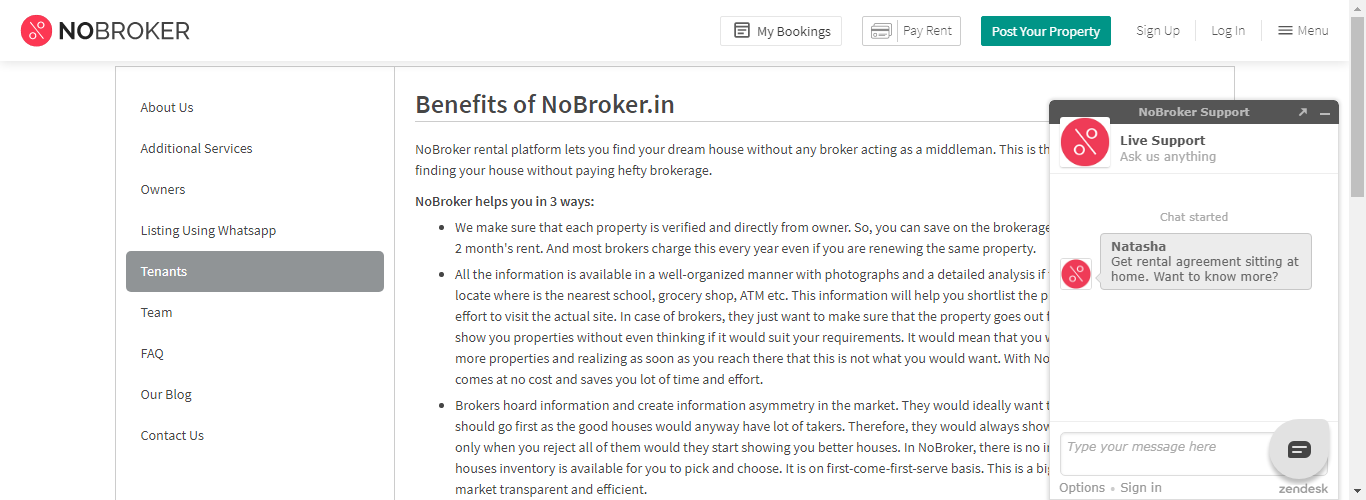 NOBROKER
My Bookings
Pay Rent
Post Your Property
Sign Up
Log In
Menu
About Us
Additional Services
Owners
Listing Using Whatsapp
Tenants
Team
FAQ
Our Blog
Contact Us
Benefits of NoBroker.in
NoBroker rental platform lets you find your dream house without any broker acting as a middleman. This is
finding your house without paying hefty brokerage.
NoBroker helps you in 3 ways:
• We make sure that each property is verified and directly from owner. So, you can save on the brokerage
2 month's rent. And most brokers charge this every year even if you are renewing the same property.
• All the information is available in a well-organized manner with photographs and a detailed analysis if
locate where is the nearest school, grocery shop, ATM etc. This information will help you shortlist the
effort to visit the actual site. In case of brokers, they just want to make sure that the property goes out
show you properties without even thinking if it would suit your requirements. It would mean that you
more properties and realizing as soon as you reach there that this is not what you would want. With
comes at no cost and saves you lot of time and effort.
• Brokers hoard information and create information asymmetry in the market. They would ideally want
should go first as the good houses would anyway have lot of takers. Therefore, they would always
only when you reject all of them would they start showing you better houses. In NoBroker, there is no
houses inventory is available for you to pick and choose. It is on first-come-first-serve basis. This is a
market transparent and efficient.
NoBroker Support
Live Support
Ask us anything
Chat started
Natasha
Get rental agreement sitting at
home. Want to know more?
Type your message here
Options • Sign in
zendesk